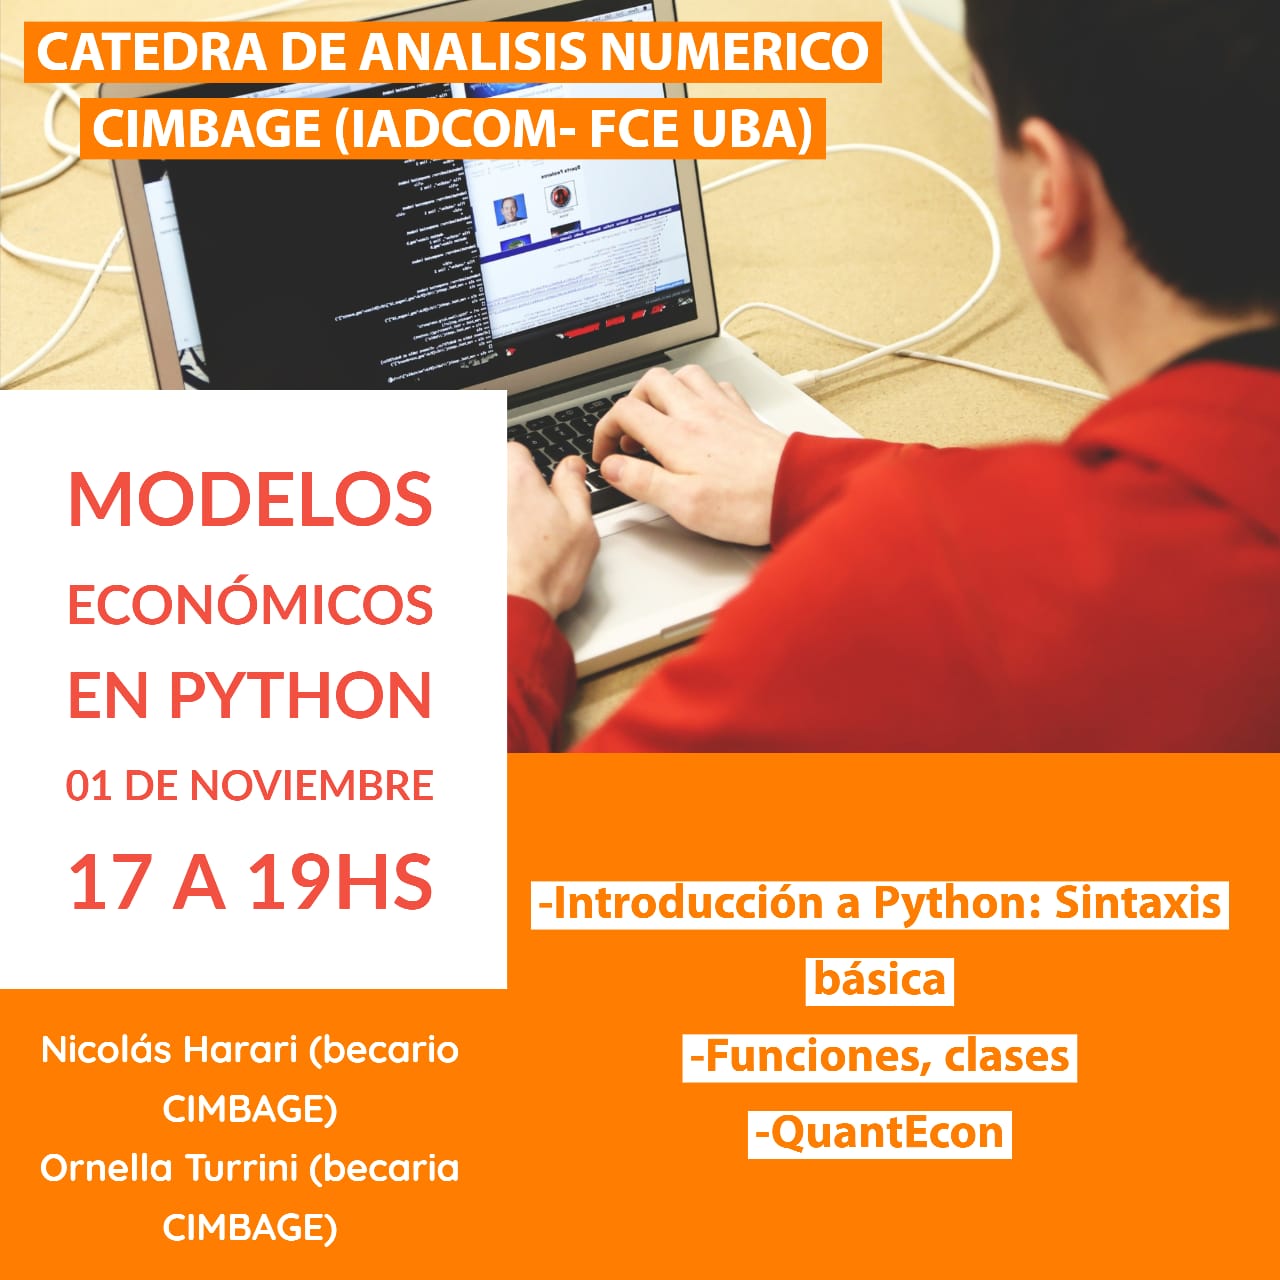 CATEDRA DE ANALISIS NUMERICO
CIMBAGE (IADCOM- FCE UBA)
MODELOS
ECONÓMICOS
EN PYTHON
01 DE NOVIEMBRE
17 A 19HS
-Introducción a Python: Sintaxis
básica
-Funciones, clases
-QuantEcon
Nicolás Harari (becario
CIMBAGE)
Ornella Turrini (becaria
CIMBAGE)